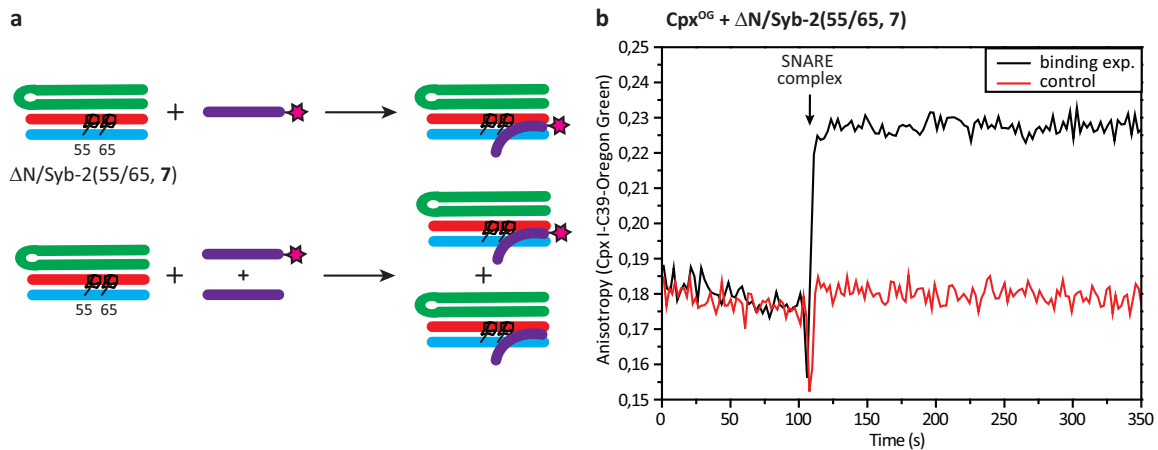 a
+
55 65
ΔN/Syb-2(55/65, 7)
+
+
55 65
+
b
Cpx^OG + ΔN/Syb-2(55/65, 7)
Anisotropy (Cpx I-C39-Oregon Green)
0,25
0,24
0,23
0,22
0,21
0,20
0,19
0,18
0,17
0,16
0,15
SNARE
complex
binding exp.
control
0 50 100 150 200 250 300 350
Time (s)